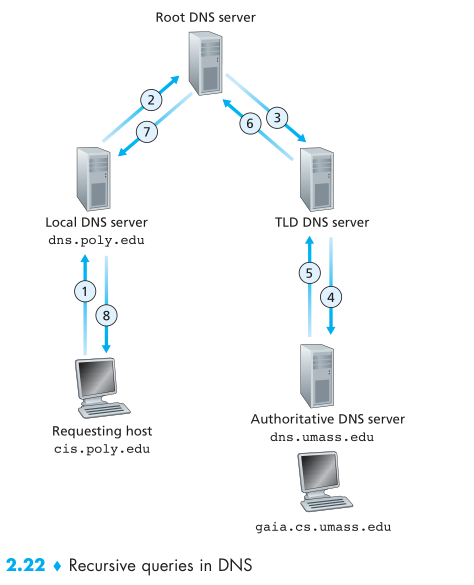 Root DNS server
2
3
7
6
Local DNS server
dns.poly.edu
TLD DNS server
5
1
4
8
Requesting host
cis.poly.edu
Authoritative DNS server
dns.umass.edu
gaia.cs.umass.edu
2.22 ♦ Recursive queries in DNS